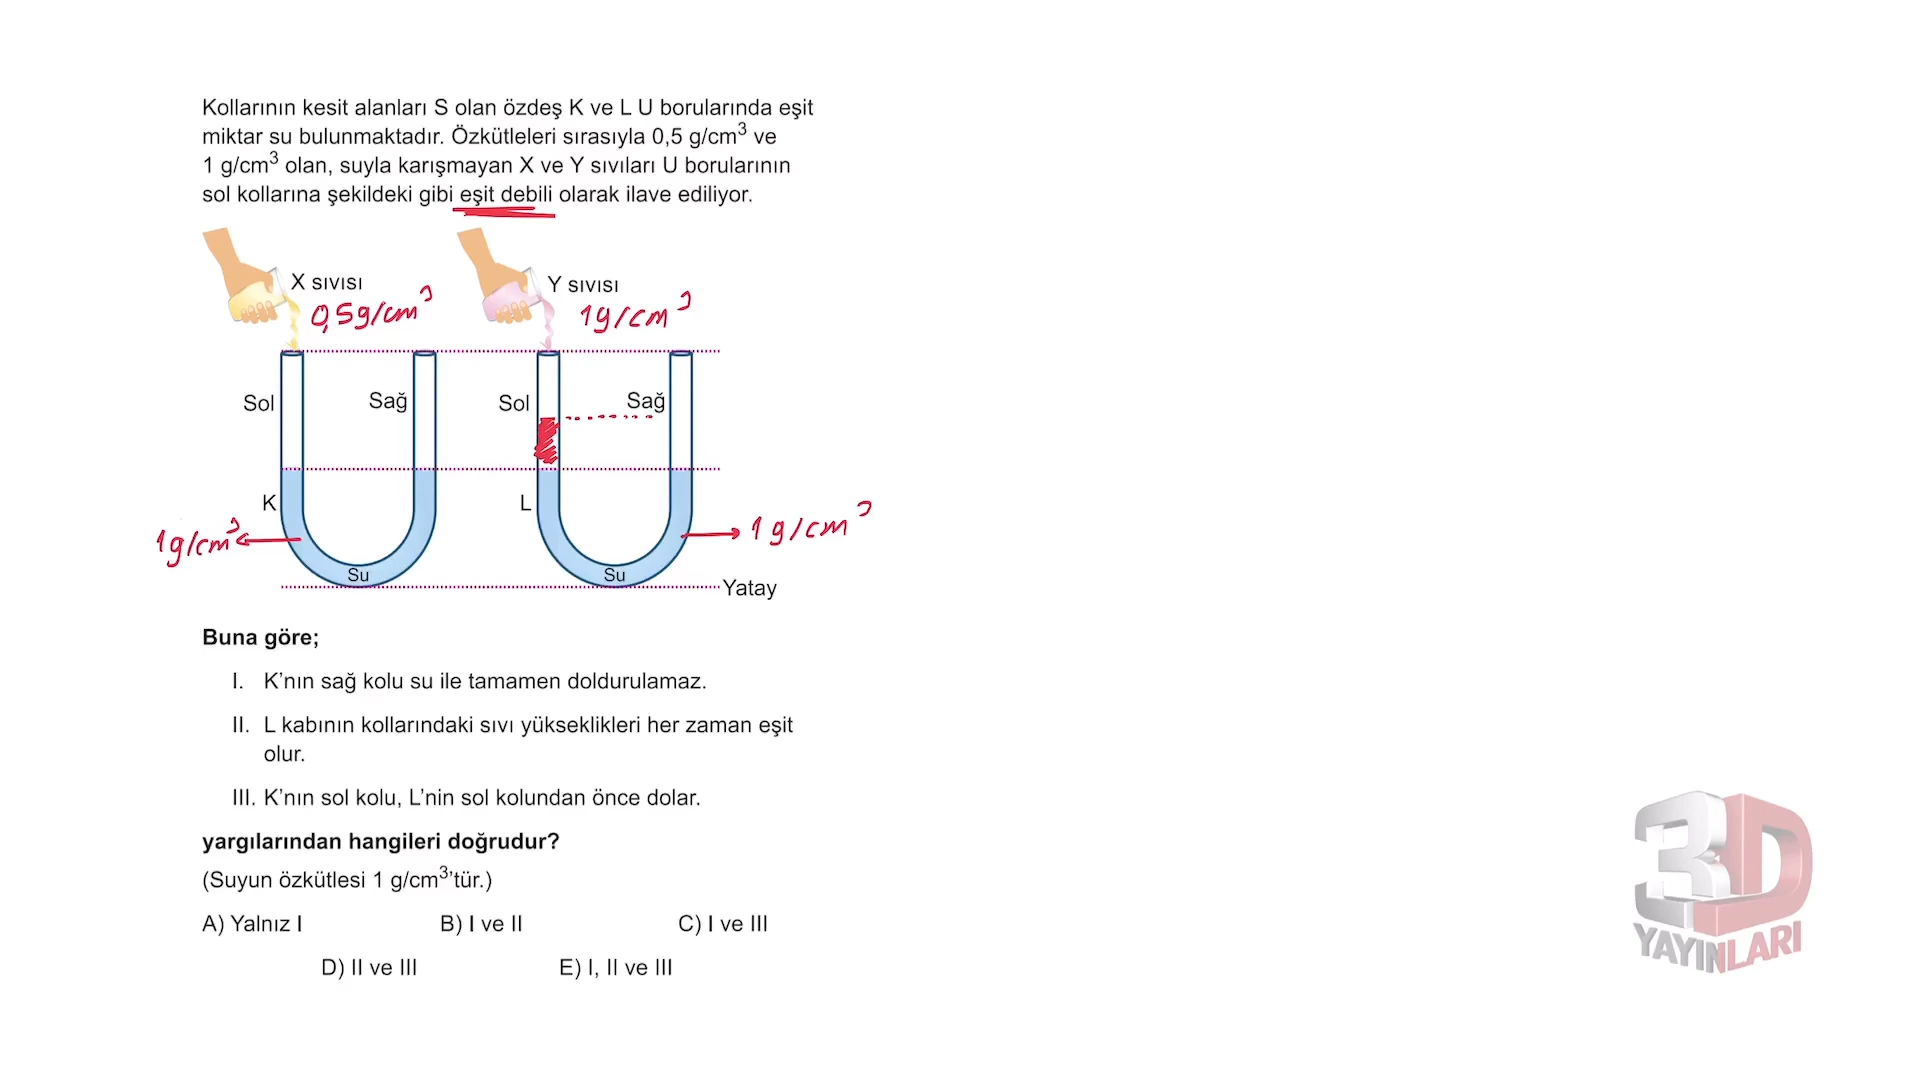 Kollarının kesit alanları S olan özdeş K ve L U borularında eşit
miktar su bulunmaktadır. Özkütleleri sırasıyla 0,5 g/cm³ ve
1 g/cm³ olan, suyla karışmayan X ve Y sıvıları U borularının
sol kollarına şekildeki gibi eşit debili olarak ilave ediliyor.
X sıvısı
Y sıvısı
0,5g/cm³
1g/cm³
Sol
Sağ
Sol
Sağ
K
L
1g/cm³
1g/cm³
Su
Su
Yatay
Buna göre;
I. K'nın sağ kolu su ile tamamen doldurulamaz.
II. L kabının kollarındaki sıvı yükseklikleri her zaman eşit
olur.
III. K'nın sol kolu, L'nin sol kolundan önce dolar.
yargılarından hangileri doğrudur?
(Suyun özkütlesi 1 g/cm³'tür.)
A) Yalnız I
B) I ve II
C) I ve III
D) II ve III
E) I, II ve III
3D
YAYINLARI